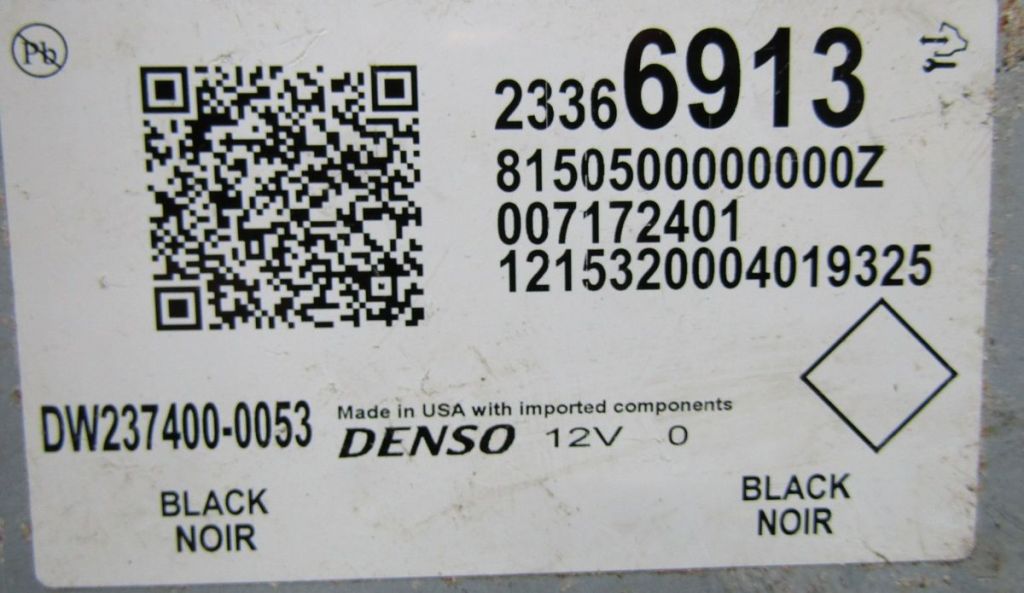 Pb
23366913
8150500000000Z
007172401
1215320004019325
DW237400-0053
Made in USA with imported components
DENSO 12V 0
BLACK
NOIR
BLACK
NOIR